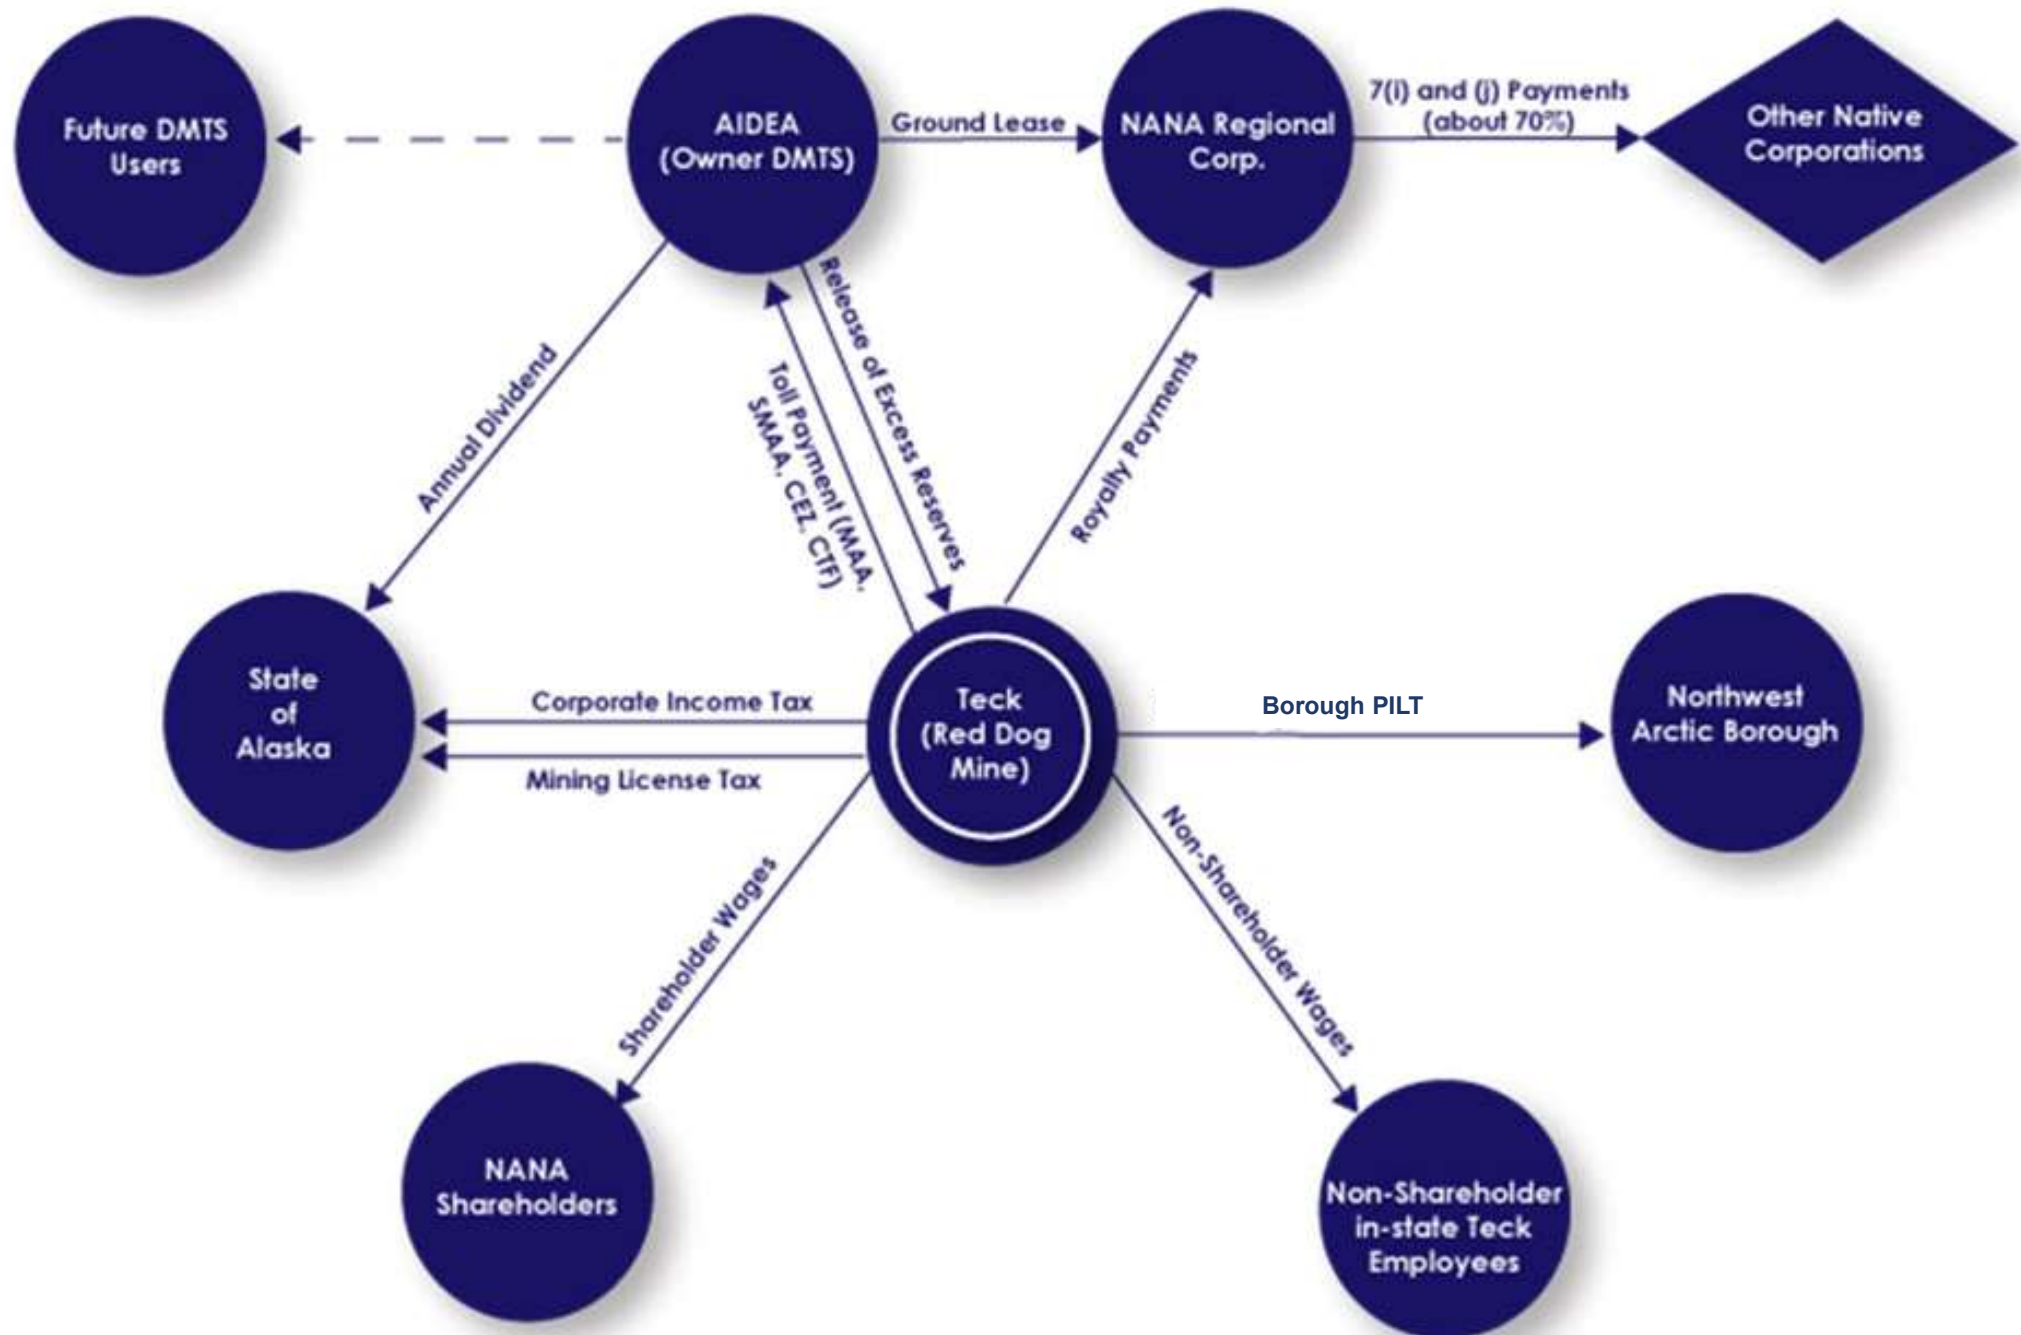 Future DMTS
Users
AIDEA
(Owner DMTS)
Ground Lease
NANA Regional
Corp.
7(i) and (j) Payments
(about 70%)
Other Native
Corporations
Annual Dividend
Toll Payment (MAA,
SMAA, CEZ, CTF)
Release of Excess Reserves
Royalty Payments
State
of
Alaska
Corporate Income Tax
Mining License Tax
Teck
(Red Dog
Mine)
Borough PILT
Northwest
Arctic Borough
Shareholder Wages
Non-Shareholder Wages
NANA
Shareholders
Non-Shareholder
in-state Teck
Employees